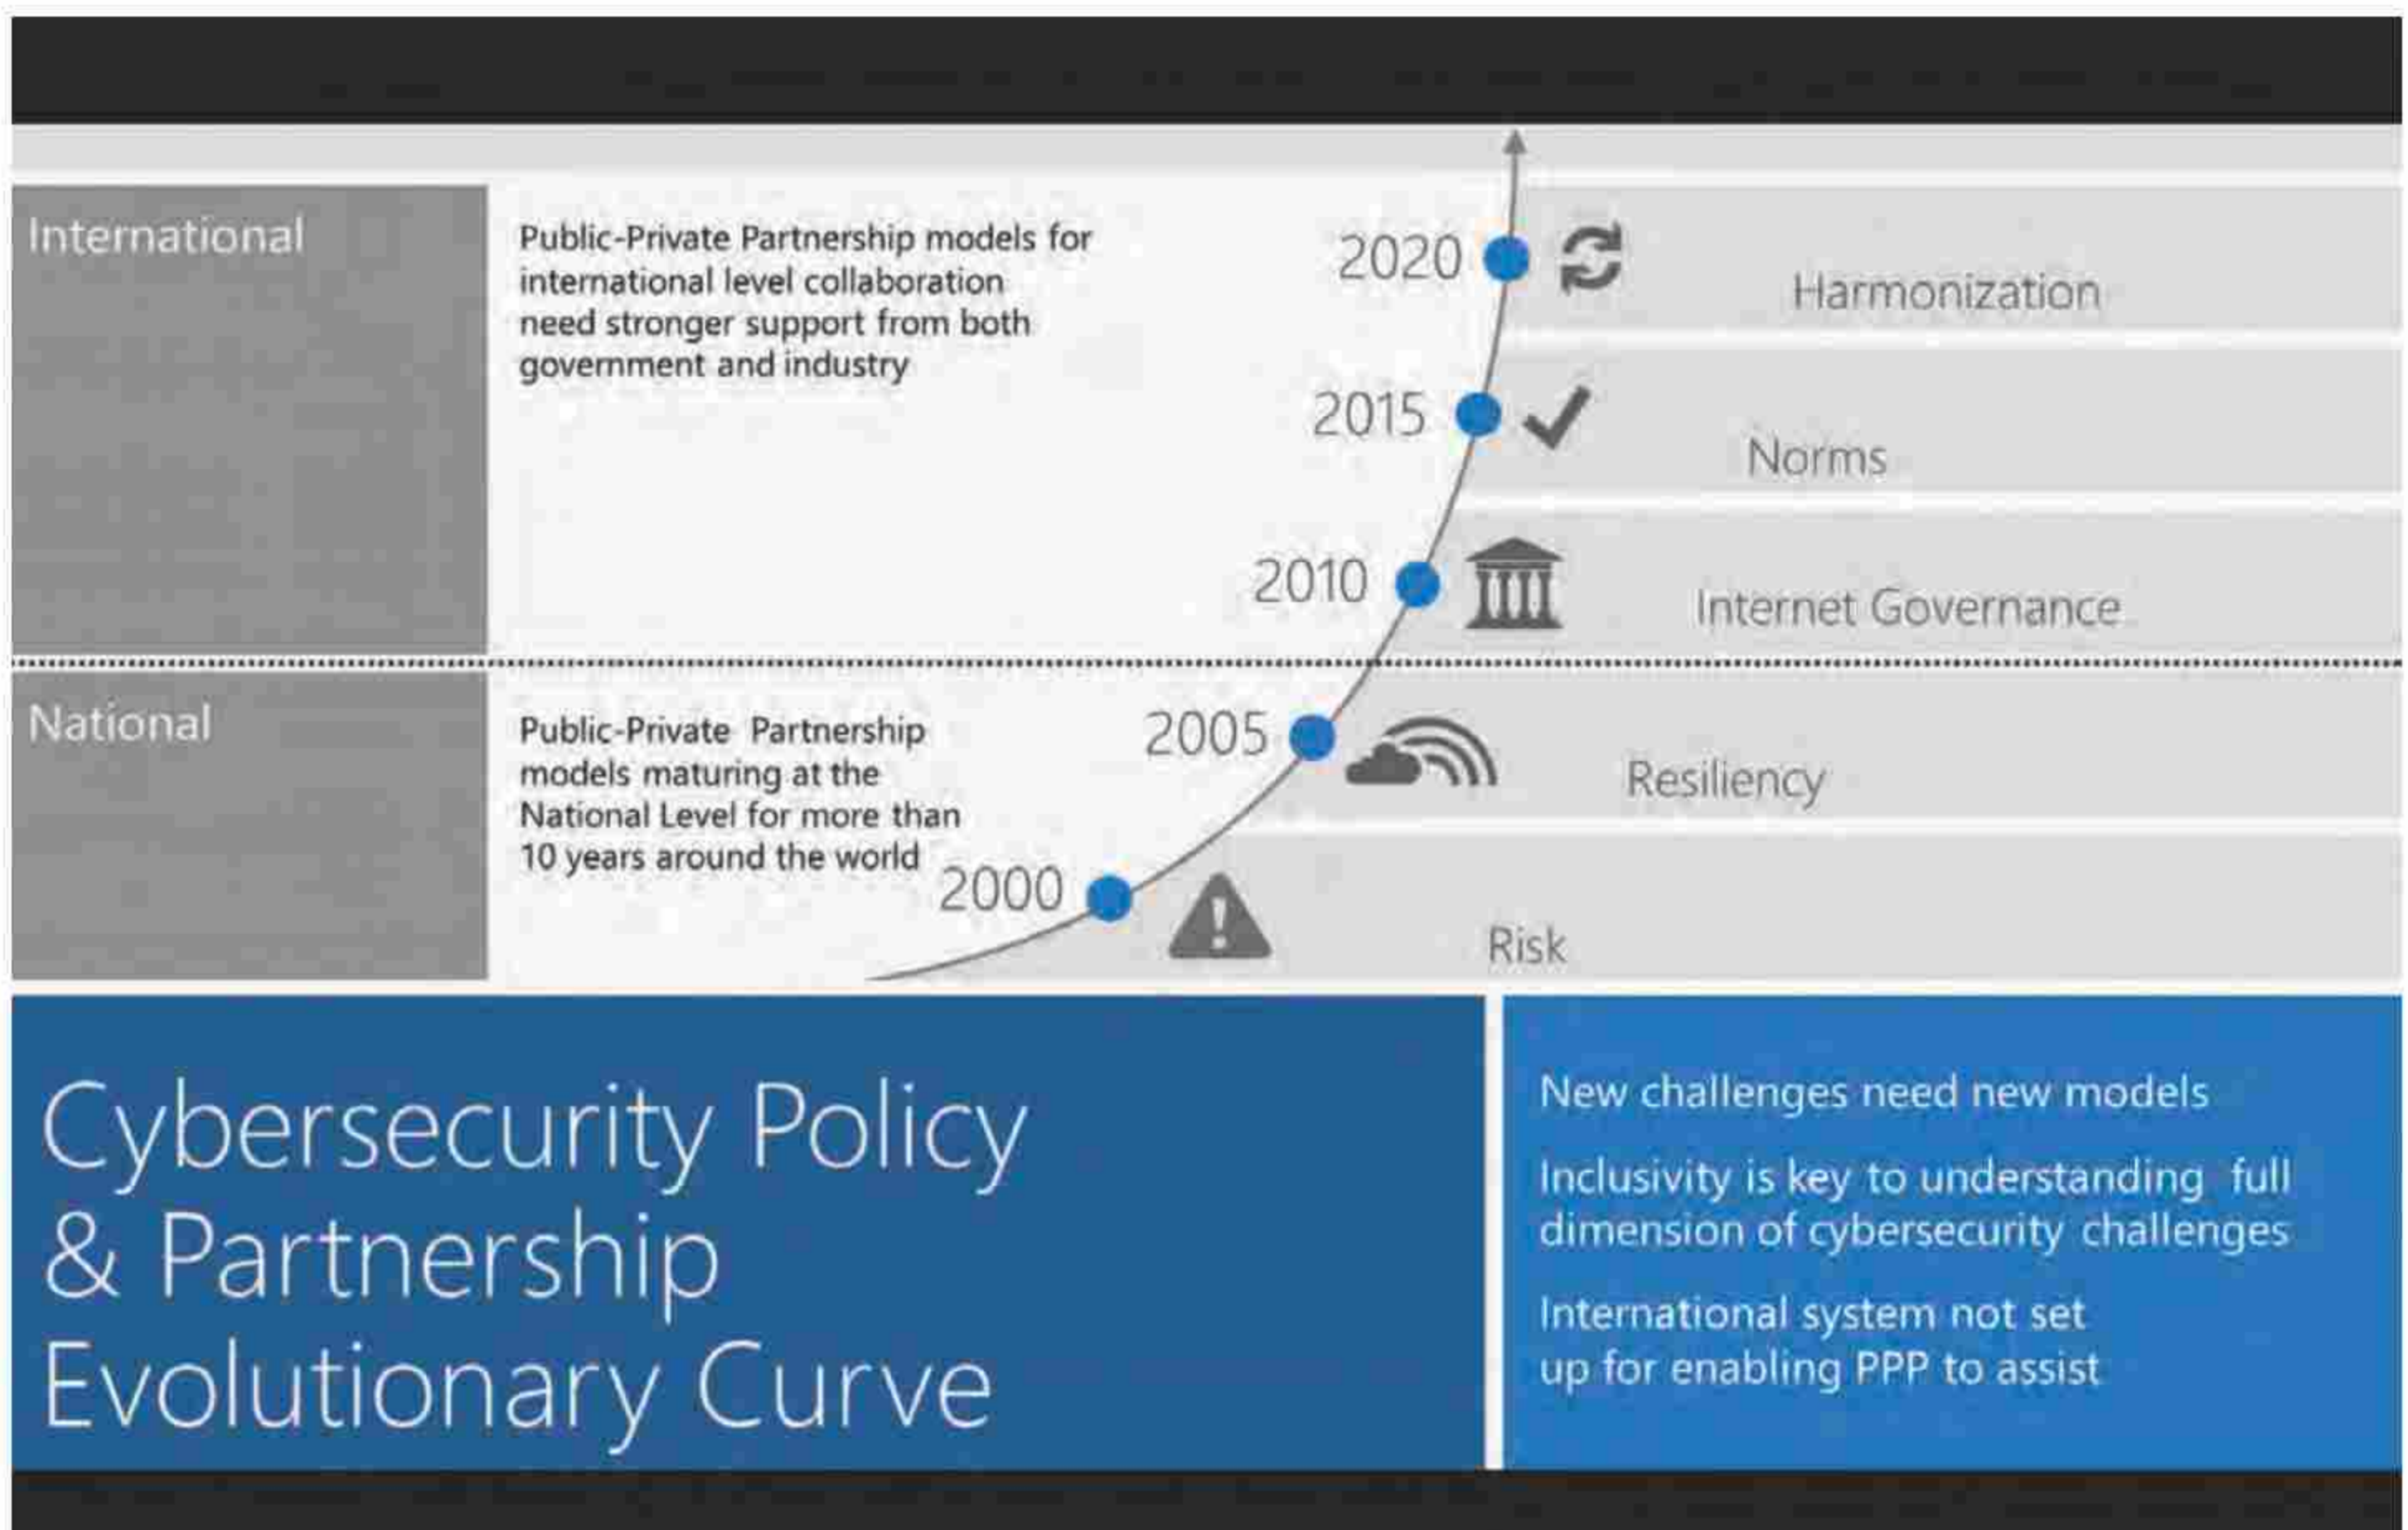 International
Public-Private Partnership models for
international level collaboration
need stronger support from both
government and industry
2020
Harmonization
2015
Norms
2010
Internet Governance
National
Public-Private Partnership
models maturing at the
National Level for more than
10 years around the world
2005
Resiliency
2000
Risk
Cybersecurity Policy
& Partnership
Evolutionary Curve
New challenges need new models
Inclusivity is key to understanding full
dimension of cybersecurity challenges
International system not set
up for enabling PPP to assist